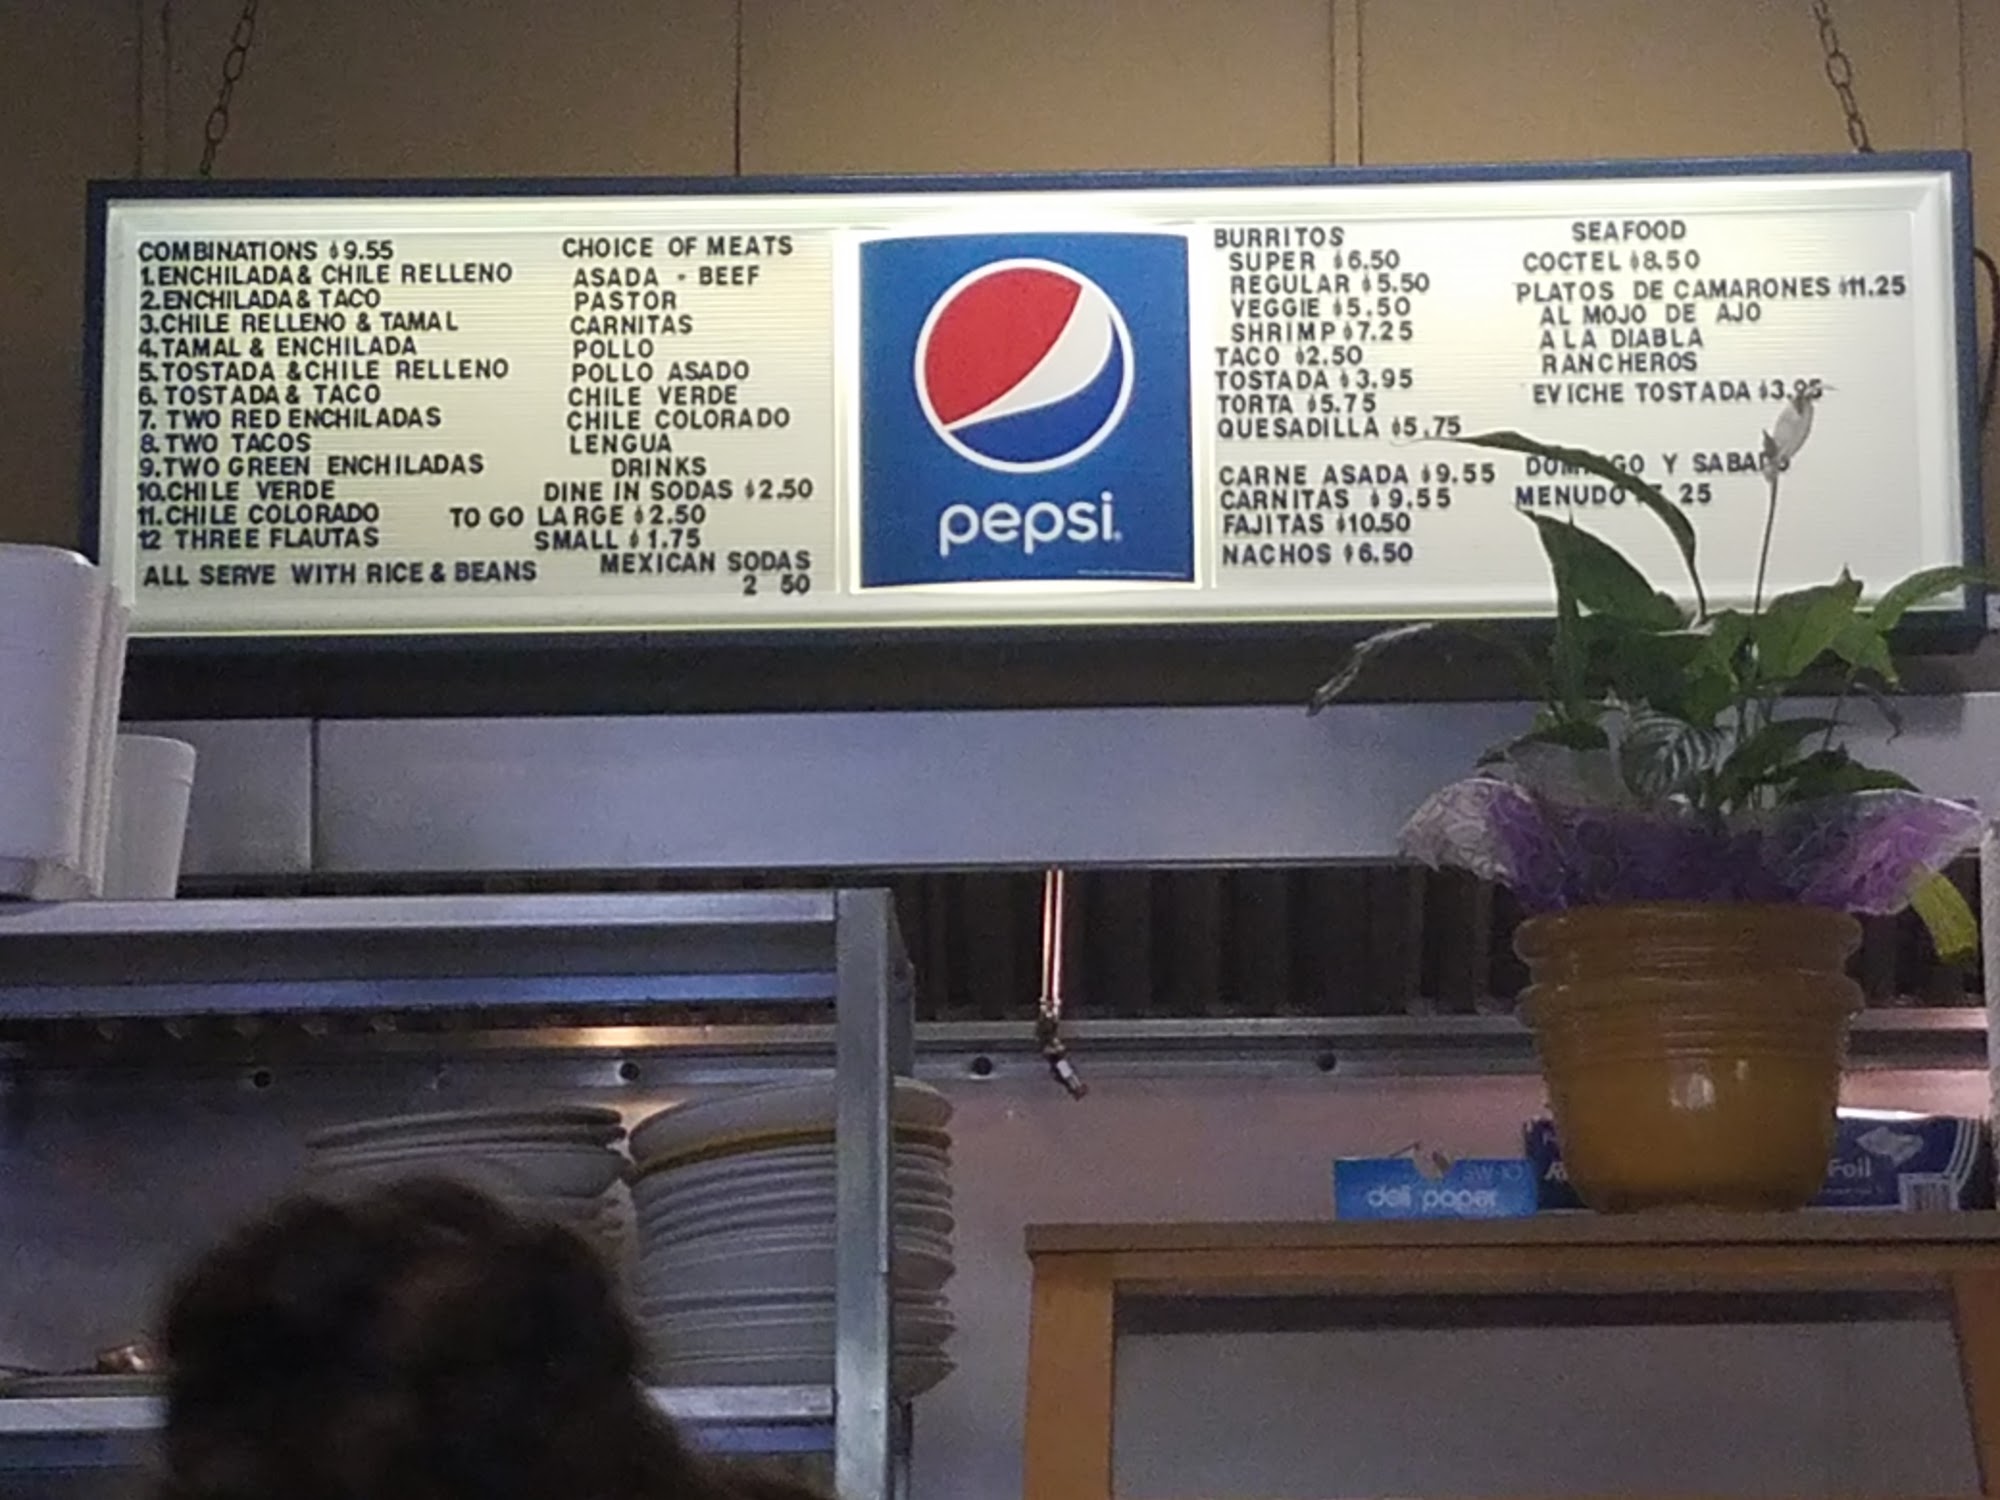 COMBINATIONS $9.55
1.ENCHILADA & CHILE RELLENO
2.ENCHILADA & TACO
3.CHILE RELLENO & TAMAL
4.TAMAL & ENCHILADA
5.TOSTADA & CHILE RELLENO
6.TOSTADA & TACO
7. TWO RED ENCHILADAS
8.TWO TACOS
9.TWO GREEN ENCHILADAS
10.CHILE VERDE
11.CHILE COLORADO
12 THREE FLAUTAS
ALL SERVE WITH RICE & BEANS
CHOICE OF MEATS
ASADA - BEEF
PASTOR
CARNITAS
POLLO
POLLO ASADO
CHILE VERDE
CHILE COLORADO
LENGUA
DRINKS
DINE IN SODAS $2.50
TO GO LARGE $2.50
SMALL $1.75
MEXICAN SODAS
2 50
pepsi
BURRITOS
SUPER $6.50
REGULAR $5.50
VEGGIE $5.50
SHRIMP $7.25
TACO $2.50
TOSTADA $3.95
TORTA $5.75
QUESADILLA $5.75
CARNE ASADA $9.55
CARNITAS $9.55
FAJITAS $10.50
NACHOS $6.50
SEAFOOD
COCTEL $8.50
PLATOS DE CAMARONES $11.25
AL MOJO DE AJO
A LA DIABLA
RANCHEROS
EVICHE TOSTADA $3.95
DOMINGO Y SABADO
MENUDO 25
deli paper
SW-10
Foil